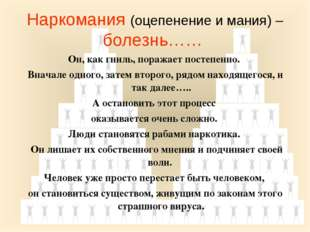 Наркомания (оцепенение и мания) –
болезнь……
Он, как гниль, поражает постепенно.
Вначале одного, затем второго, рядом находящегося, и
так далее…..
А остановить этот процесс
оказывается очень сложно.
Люди становятся рабами наркотика.
Он лишает их собственного мнения и подчиняет своей
воли.
Человек уже просто перестает быть человеком,
он становиться существом, живущим по законам этого
страшного вируса.